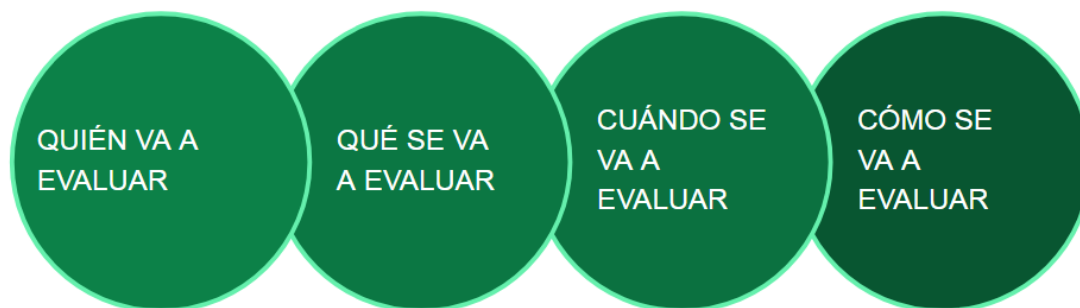 QUIÉN VA A
EVALUAR
QUÉ SE VA
A EVALUAR
CUÁNDO SE
VA A
EVALUAR
CÓMO SE
VA A
EVALUAR